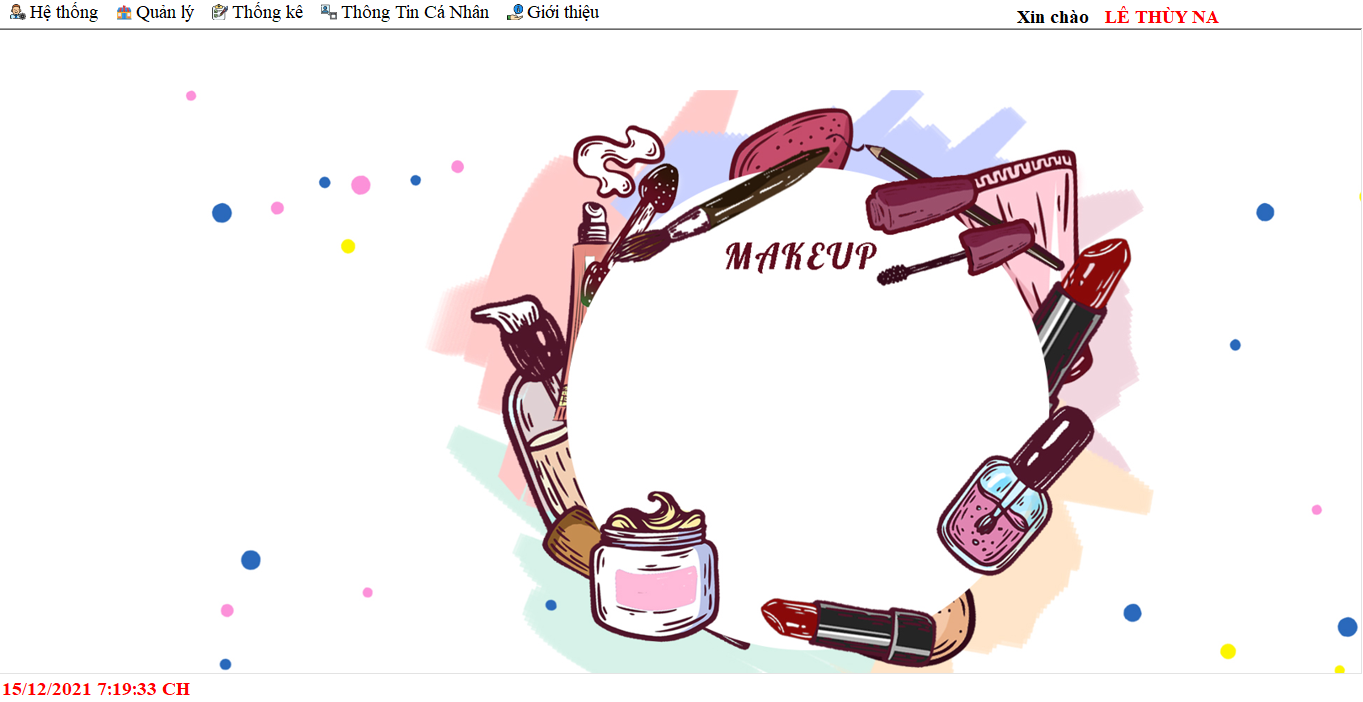 Hệ thống Quản lý Thống kê Thông Tin Cá Nhân Giới thiệu Xin chào LÊ THÙY NA
MAKEUP
15/12/2021 7:19:33 CH